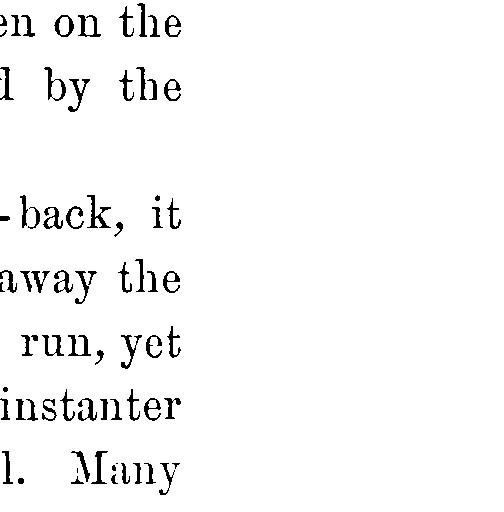 en on the
d by the
-back, it
away the
run, yet
instanter
l. Many